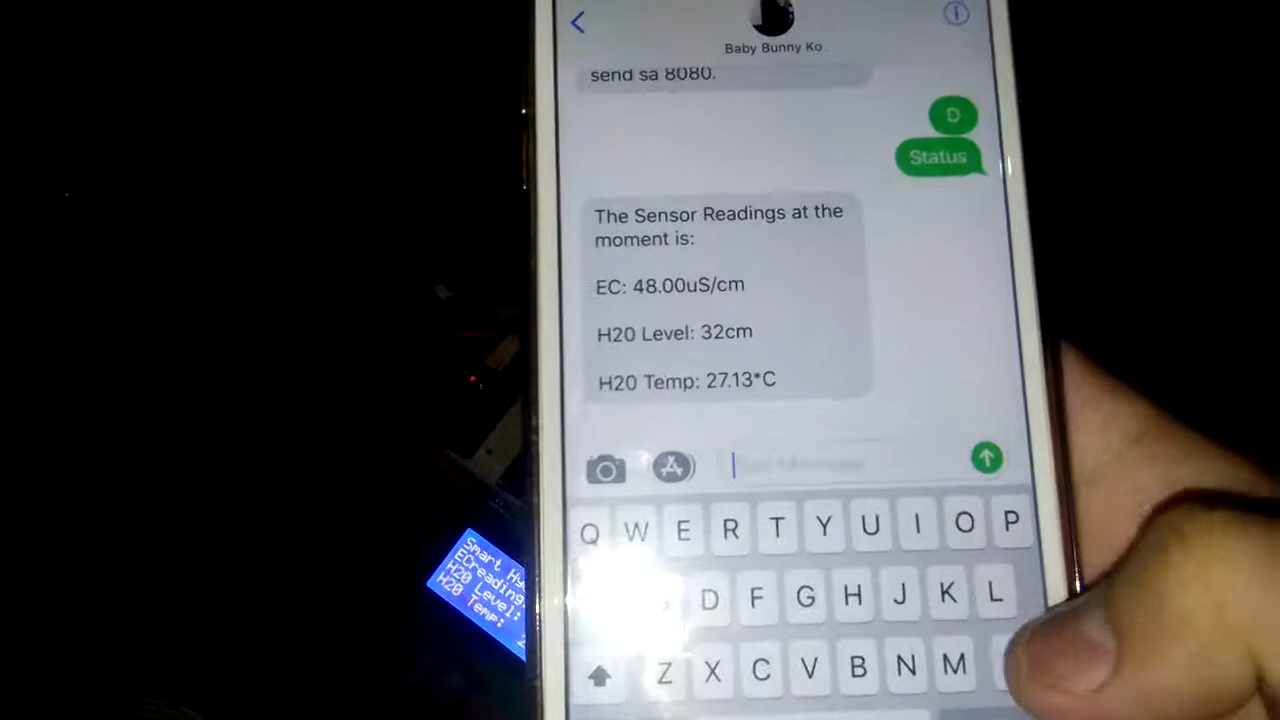 Baby Bunny Ko
send sa 8080.
D
Status
The Sensor Readings at the
moment is:
EC: 48.00uS/cm
H20 Level: 32cm
H20 Temp: 27.13*C
Q W E R T Y U I O P
D F G H J K L
Z X C V B N M
Smart Hy
ECreading:
H20 Level:
H20 Temp: